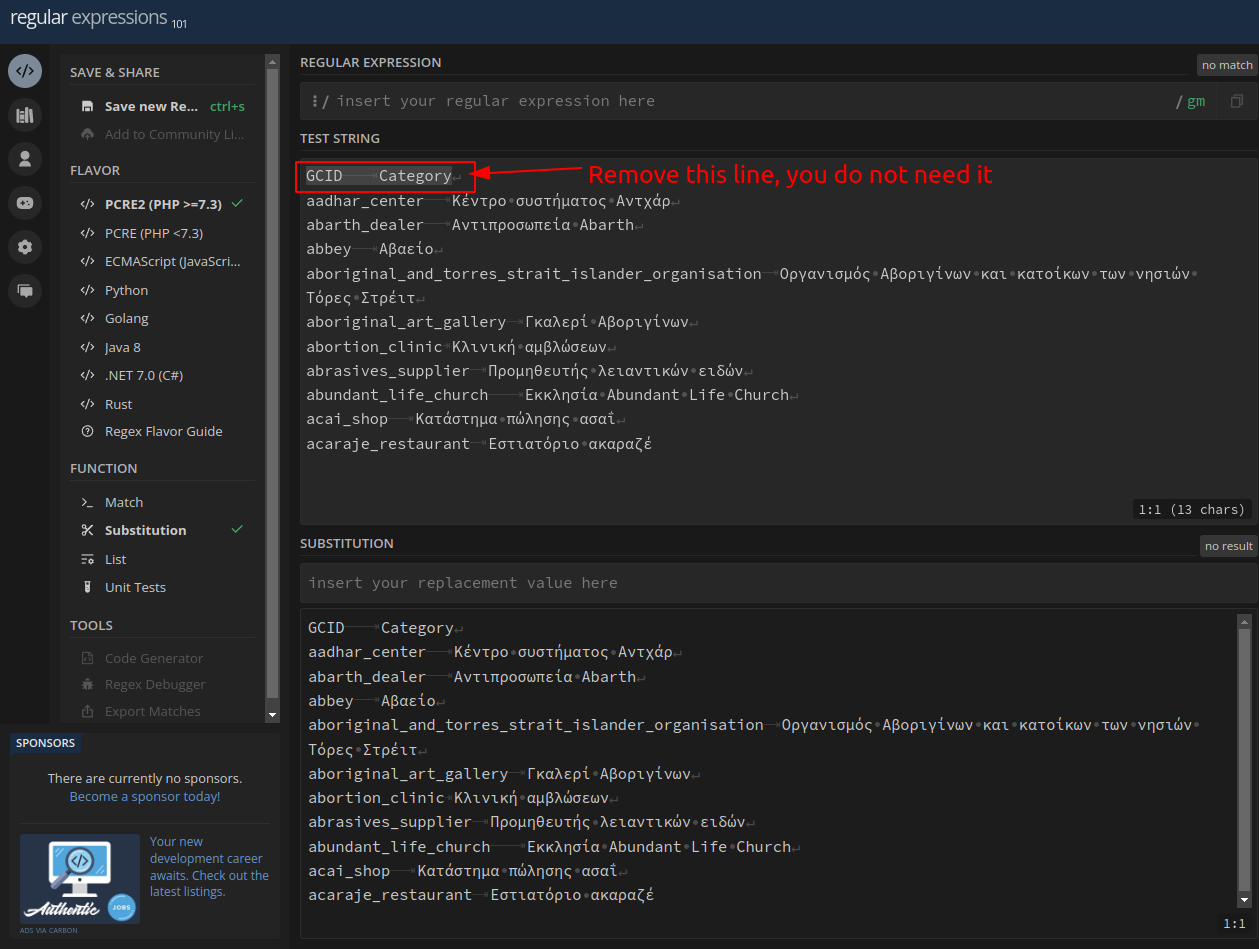 regular expressions 101
SAVE & SHARE
Save new Re... ctrl+s
Add to Community Li...
FLAVOR
PCRE2 (PHP >=7.3)
PCRE (PHP <7.3)
ECMAScript (JavaScri...
Python
Golang
Java 8
.NET 7.0 (C#)
Rust
Regex Flavor Guide
FUNCTION
Match
Substitution
List
Unit Tests
TOOLS
Code Generator
Regex Debugger
Export Matches
SPONSORS
There are currently no sponsors.
Become a sponsor today!
Authentic JOBS
Your new
development career
awaits. Check out the
latest listings.
ADS VIA CARBON
REGULAR EXPRESSION
no match
/ insert your regular expression here / gm
TEST STRING
GCID Category
Remove this line, you do not need it
aadhar_center Κέντρο συστήματος Αντχάρ
abarth_dealer Αντιπροσωπεία Abarth
abbey Αβαείο
aboriginal_and_torres_strait_islander_organisation Οργανισμός Αβοριγίνων και κατοίκων των νησιών
Τόρες Στρέιτ
aboriginal_art_gallery Γκαλερί Αβοριγίνων
abortion_clinic Κλινική αμβλώσεων
abrasives_supplier Προμηθευτής λειαντικών ειδών
abundant_life_church Εκκλησία Abundant Life Church
acai_shop Κατάστημα πώλησης ασαΐ
acaraje_restaurant Εστιατόριο ακαραζέ
1:1 (13 chars)
SUBSTITUTION
no result
insert your replacement value here
GCID Category
aadhar_center Κέντρο συστήματος Αντχάρ
abarth_dealer Αντιπροσωπεία Abarth
abbey Αβαείο
aboriginal_and_torres_strait_islander_organisation Οργανισμός Αβοριγίνων και κατοίκων των νησιών
Τόρες Στρέιτ
aboriginal_art_gallery Γκαλερί Αβοριγίνων
abortion_clinic Κλινική αμβλώσεων
abrasives_supplier Προμηθευτής λειαντικών ειδών
abundant_life_church Εκκλησία Abundant Life Church
acai_shop Κατάστημα πώλησης ασαΐ
acaraje_restaurant Εστιατόριο ακαραζέ
1:1